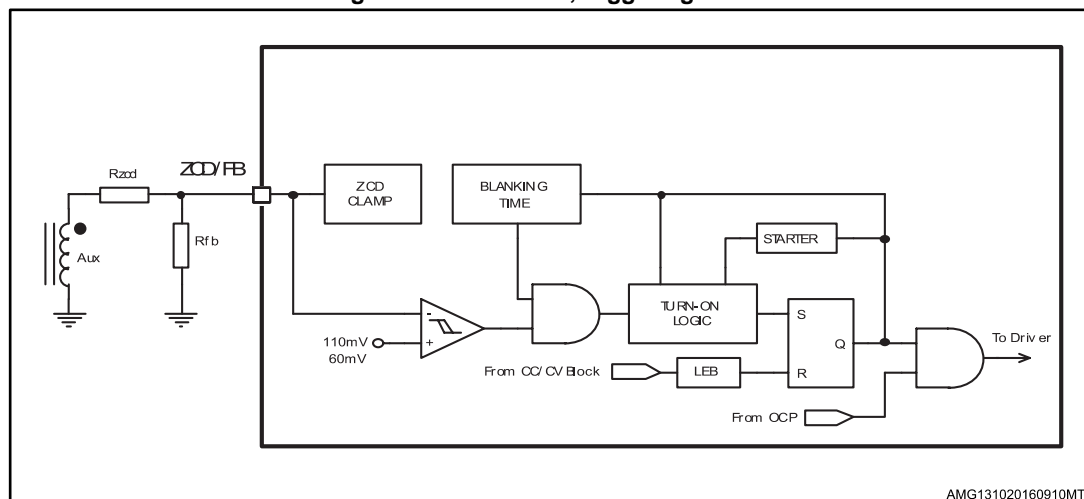 Rzcd
ZCD/FB
Rfb
Aux
ZCD
CLAMP
BLANKING
TIME
STARTER
TURN-ON
LOGIC
-
+
110mV
60mV
S
Q
R
To Driver
From CC/CV Block
LEB
From OCP
AMG131020160910MT